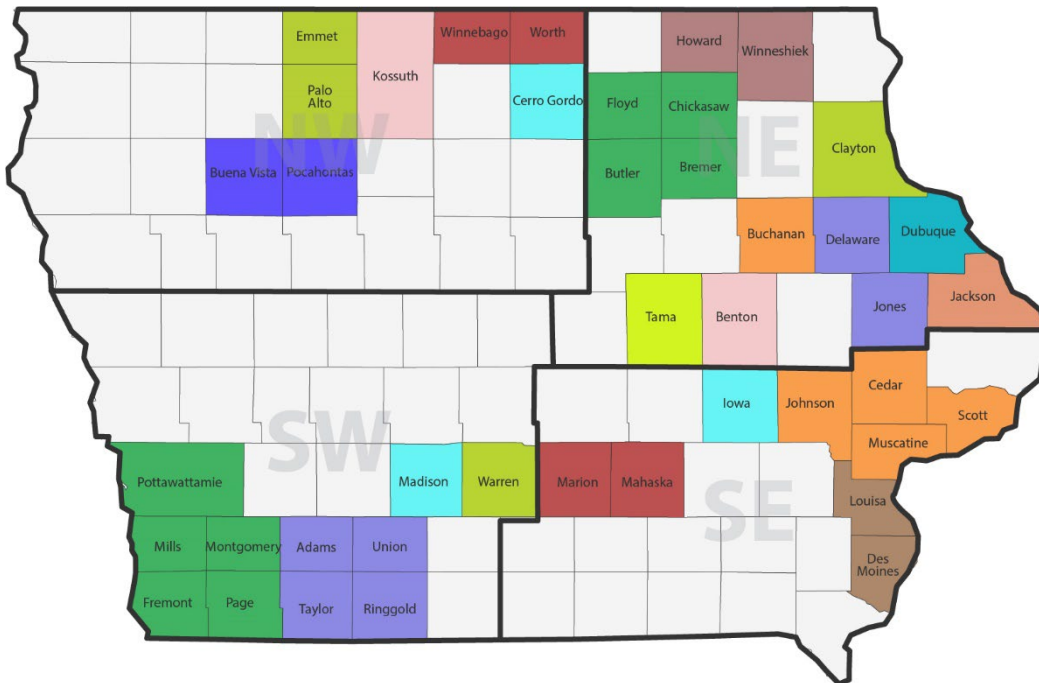 Emmet
Winnebago
Worth
Howard
Winneshiek
Kossuth
Palo
Alto
Cerro Gordo
Floyd
Chickasaw
NW
NE
Clayton
Buena Vista
Pocahontas
Butler
Bremer
Buchanan
Delaware
Dubuque
Tama
Benton
Jones
Jackson
Iowa
Johnson
Cedar
Scott
SW
Muscatine
Pottawattamie
Madison
Warren
Marion
Mahaska
SE
Louisa
Mills
Montgomery
Adams
Union
Des
Moines
Fremont
Page
Taylor
Ringgold